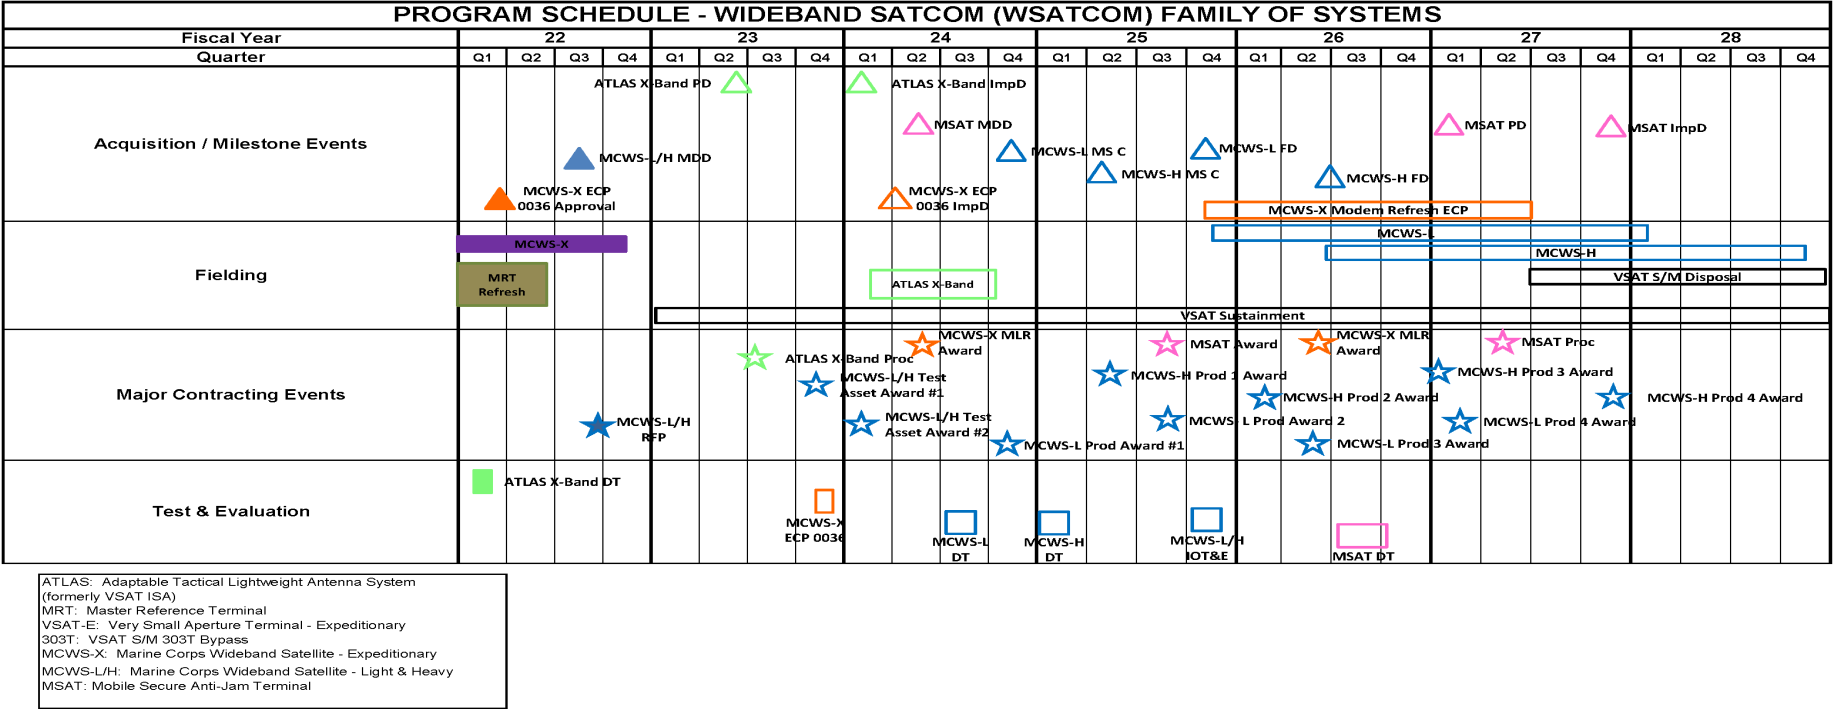 PROGRAM SCHEDULE - WIDEBAND SATCOM (WSATCOM) FAMILY OF SYSTEMS
Fiscal Year 22 23 24 25 26 27 28
Quarter Q1 Q2 Q3 Q4 Q1 Q2 Q3 Q4 Q1 Q2 Q3 Q4 Q1 Q2 Q3 Q4 Q1 Q2 Q3 Q4 Q1 Q2 Q3 Q4 Q1 Q2 Q3 Q4
Acquisition / Milestone Events
ATLAS X-Band PD
ATLAS X-Band ImpD
MSAT MDD
MSAT PD
MSAT ImpD
MCWS-L/H MDD
MCWS-L MS C
MCWS-L FD
MCWS-H MS C
MCWS-H FD
MCWS-X ECP
0036 Approval
MCWS-X ECP
0036 ImpD
MCWS-X Modem Refresh ECP
Fielding
MCWS-X
MCWS-L
MCWS-H
MRT
Refresh
ATLAS X-Band
VSAT S/M Disposal
VSAT Sustainment
Major Contracting Events
MCWS-X MLR
Award
MSAT Award
MCWS-X MLR
Award
MSAT Proc
ATLAS X-Band Proc
MCWS-L/H Test
Asset Award #1
MCWS-H Prod 1 Award
MCWS-H Prod 2 Award
MCWS-H Prod 3 Award
MCWS-H Prod 4 Award
MCWS-L/H
RFP
MCWS-L/H Test
Asset Award #2
MCWS-L Prod Award #1
MCWS-L Prod Award 2
MCWS-L Prod 3 Award
MCWS-L Prod 4 Award
Test & Evaluation
ATLAS X-Band DT
MCWS-X
ECP 0036
MCWS-L
DT
MCWS-H
DT
MCWS-L/H
IOT&E
MSAT DT
ATLAS: Adaptable Tactical Lightweight Antenna System
(formerly VSAT ISA)
MRT: Master Reference Terminal
VSAT-E: Very Small Aperture Terminal - Expeditionary
303T: VSAT S/M 303T Bypass
MCWS-X: Marine Corps Wideband Satellite - Expeditionary
MCWS-L/H: Marine Corps Wideband Satellite - Light & Heavy
MSAT: Mobile Secure Anti-Jam Terminal